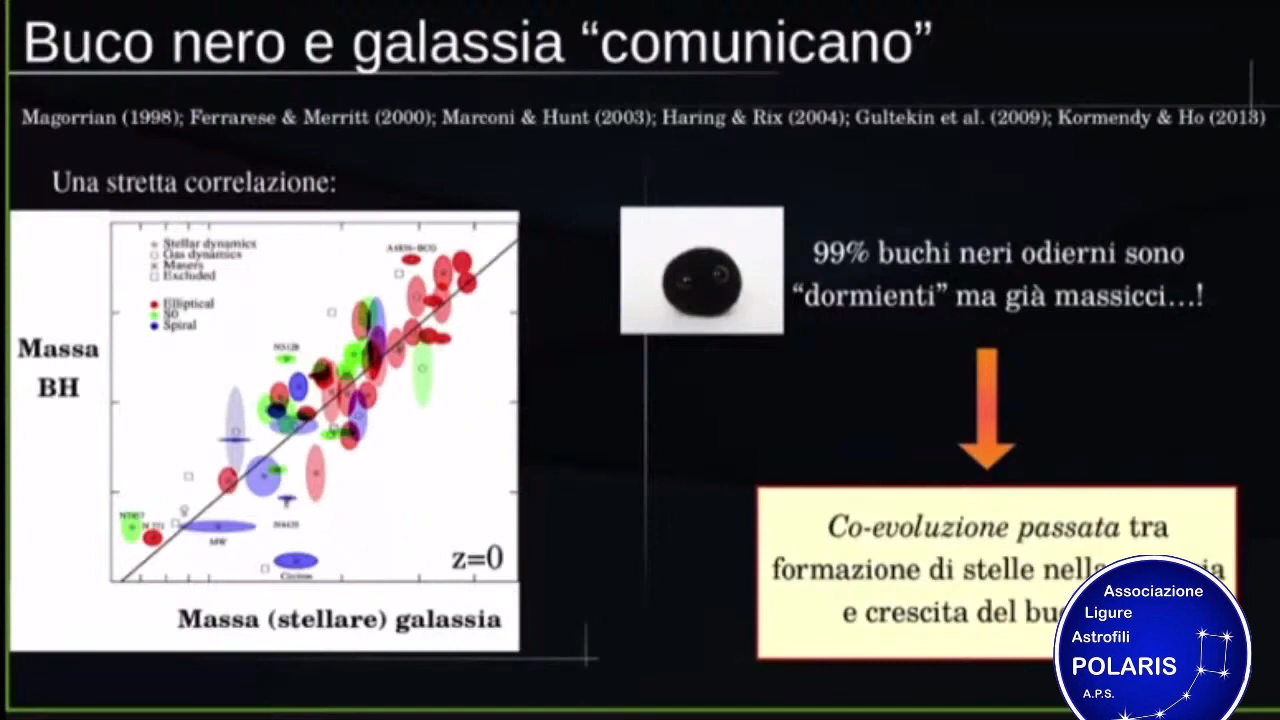 Buco nero e galassia “comunicano”
Magorrian (1998); Ferrarese & Merritt (2000); Marconi & Hunt (2003); Haring & Rix (2004); Gultekin et al. (2009); Kormendy & Ho (2013)
Una stretta correlazione:
Stellar dynamics
Gas dynamics
Masers
Excluded
Elliptical
S0
Spiral
MW
Circinus
z=0
Massa
BH
Massa (stellare) galassia
99% buchi neri odierni sono
“dormienti” ma già massicci...!
Co-evoluzione passata tra
formazione di stelle nella
e crescita del
Associazione
Ligure
Astrofili
POLARIS
A.P.S.